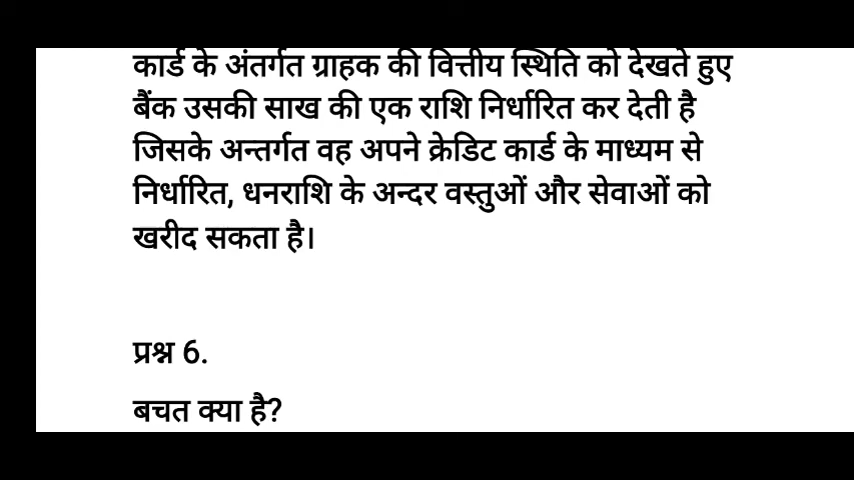 कार्ड के अंतर्गत ग्राहक की वित्तीय स्थिति को देखते हुए
बैंक उसकी साख की एक राशि निर्धारित कर देती है
जिसके अन्तर्गत वह अपने क्रेडिट कार्ड के माध्यम से
निर्धारित, धनराशि के अन्दर वस्तुओं और सेवाओं को
खरीद सकता है।
प्रश्न 6.
बचत क्या है?